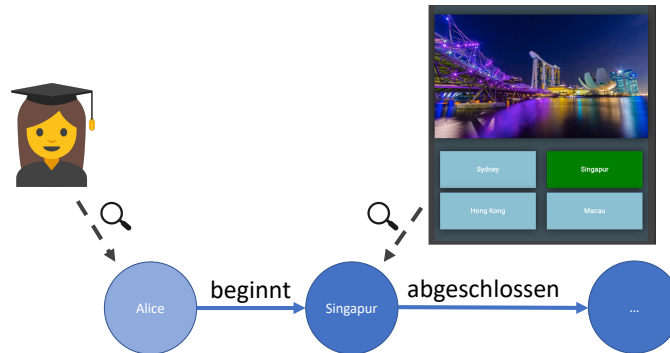 Sydney
Singapur
Hong Kong
Macau
beginnt
abgeschlossen
Alice
Singapur
...